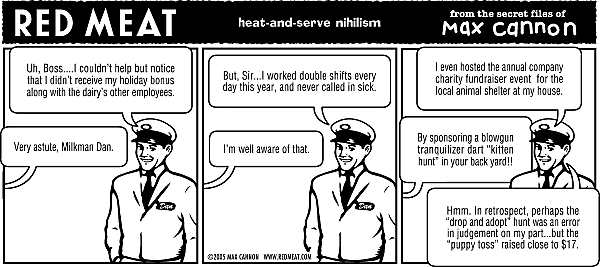 RED MEAT
heat-and-serve nihilism
from the secret files of
max cannon
Uh, Boss....I couldn't help but notice
that I didn't receive my holiday bonus
along with the dairy's other employees.
Very astute, Milkman Dan.
Dan
But, Sir...I worked double shifts every
day this year, and never called in sick.
I'm well aware of that.
Dan
©2005 MAX CANNON WWW.REDMEAT.COM
I even hosted the annual company
charity fundraiser event for the
local animal shelter at my house.
By sponsoring a blowgun
tranquilizer dart "kitten
hunt" in your back yard!!
Hmm. In retrospect, perhaps the
"drop and adopt" hunt was an error
in judgement on my part...but the
"puppy toss" raised close to $17.